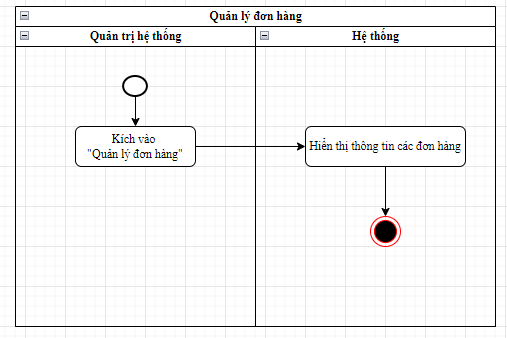 Quản lý đơn hàng
Quản trị hệ thống
Hệ thống
Kích vào
"Quản lý đơn hàng"
Hiển thị thông tin các đơn hàng